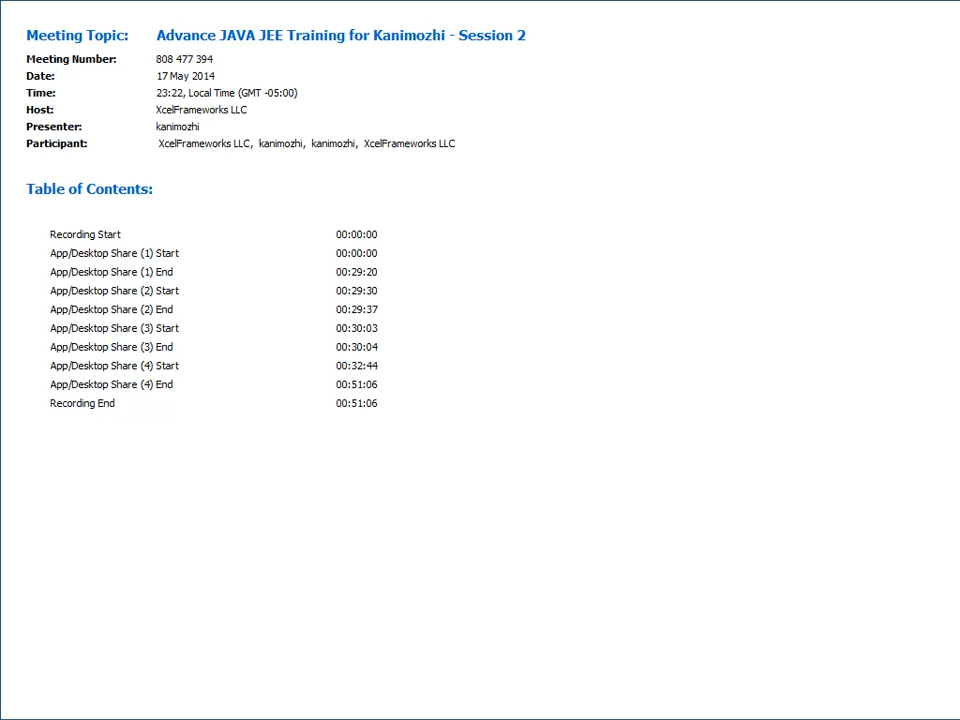 Meeting Topic: Advance JAVA JEE Training for Kanimozhi - Session 2
Meeting Number: 808 477 394
Date: 17 May 2014
Time: 23:22, Local Time (GMT -05:00)
Host: XcelFrameworks LLC
Presenter: kanimozhi
Participant: XcelFrameworks LLC, kanimozhi, kanimozhi, XcelFrameworks LLC
Table of Contents:
Recording Start 00:00:00
App/Desktop Share (1) Start 00:00:00
App/Desktop Share (1) End 00:29:20
App/Desktop Share (2) Start 00:29:30
App/Desktop Share (2) End 00:29:37
App/Desktop Share (3) Start 00:30:03
App/Desktop Share (3) End 00:30:04
App/Desktop Share (4) Start 00:32:44
App/Desktop Share (4) End 00:51:06
Recording End 00:51:06